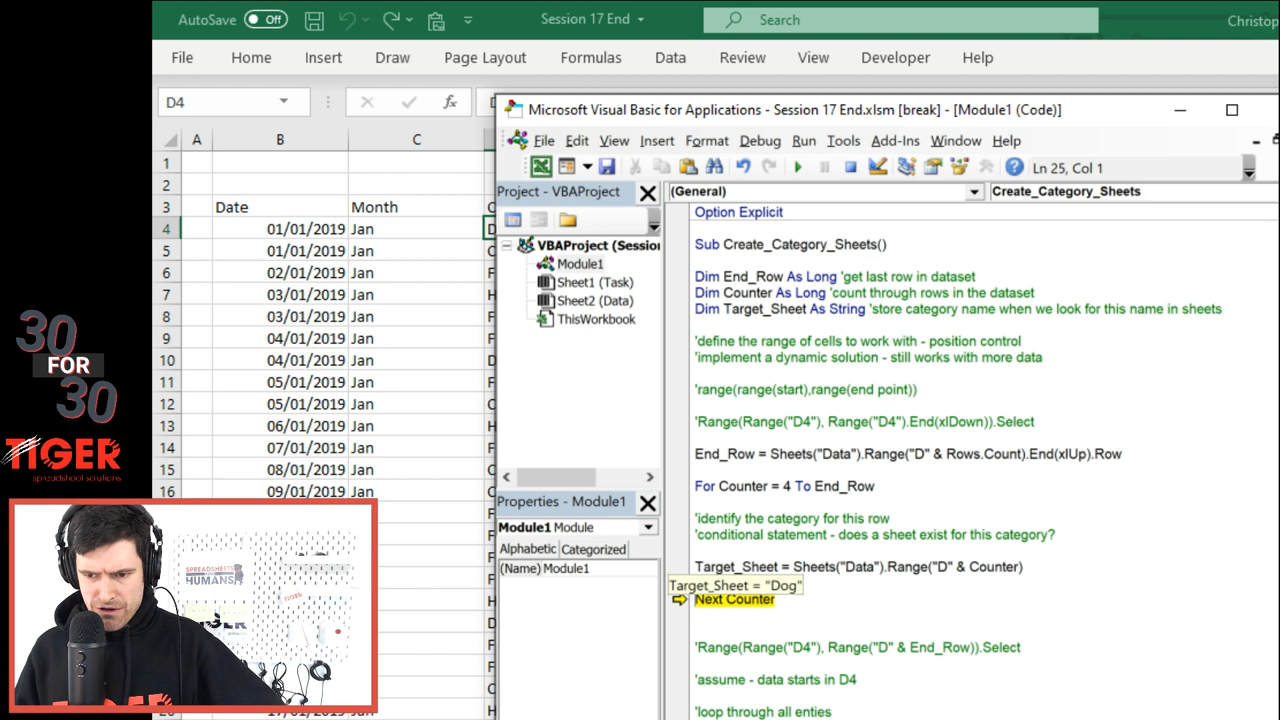 AutoSave Off Session 17 End Search Christop
File Home Insert Draw Page Layout Formulas Data Review View Developer Help
D4 fx
A B C
1
2
3 Date Month
4 01/01/2019 Jan
5 01/01/2019 Jan
6 02/01/2019 Jan
7 03/01/2019 Jan
8 03/01/2019 Jan
9 04/01/2019 Jan
10 04/01/2019 Jan
11 05/01/2019 Jan
12 05/01/2019 Jan
13 06/01/2019 Jan
14 07/01/2019 Jan
15 08/01/2019 Jan
16 09/01/2019 Jan
Microsoft Visual Basic for Applications - Session 17 End.xlsm [break] - [Module1 (Code)]
File Edit View Insert Format Debug Run Tools Add-Ins Window Help
Ln 25, Col 1
Project - VBAProject
VBAProject (Session
Module1
Sheet1 (Task)
Sheet2 (Data)
ThisWorkbook
Properties - Module1
Module1 Module
Alphabetic Categorized
(Name) Module1
(General) Create_Category_Sheets
Option Explicit
Sub Create_Category_Sheets()
Dim End_Row As Long 'get last row in dataset
Dim Counter As Long 'count through rows in the dataset
Dim Target_Sheet As String 'store category name when we look for this name in sheets
'define the range of cells to work with - position control
'implement a dynamic solution - still works with more data
'range(range(start),range(end point))
'Range(Range("D4"), Range("D4").End(xlDown)).Select
End_Row = Sheets("Data").Range("D" & Rows.Count).End(xlUp).Row
For Counter = 4 To End_Row
'identify the category for this row
'conditional statement - does a sheet exist for this category?
Target_Sheet = Sheets("Data").Range("D" & Counter)
Target_Sheet = "Dog"
Next Counter
'Range(Range("D4"), Range("D" & End_Row)).Select
'assume - data starts in D4
'loop through all enties
30
FOR
30
TIGER
spreadsheet solutions
SPREADSHEETS
FOR
HUMANS
TIGER